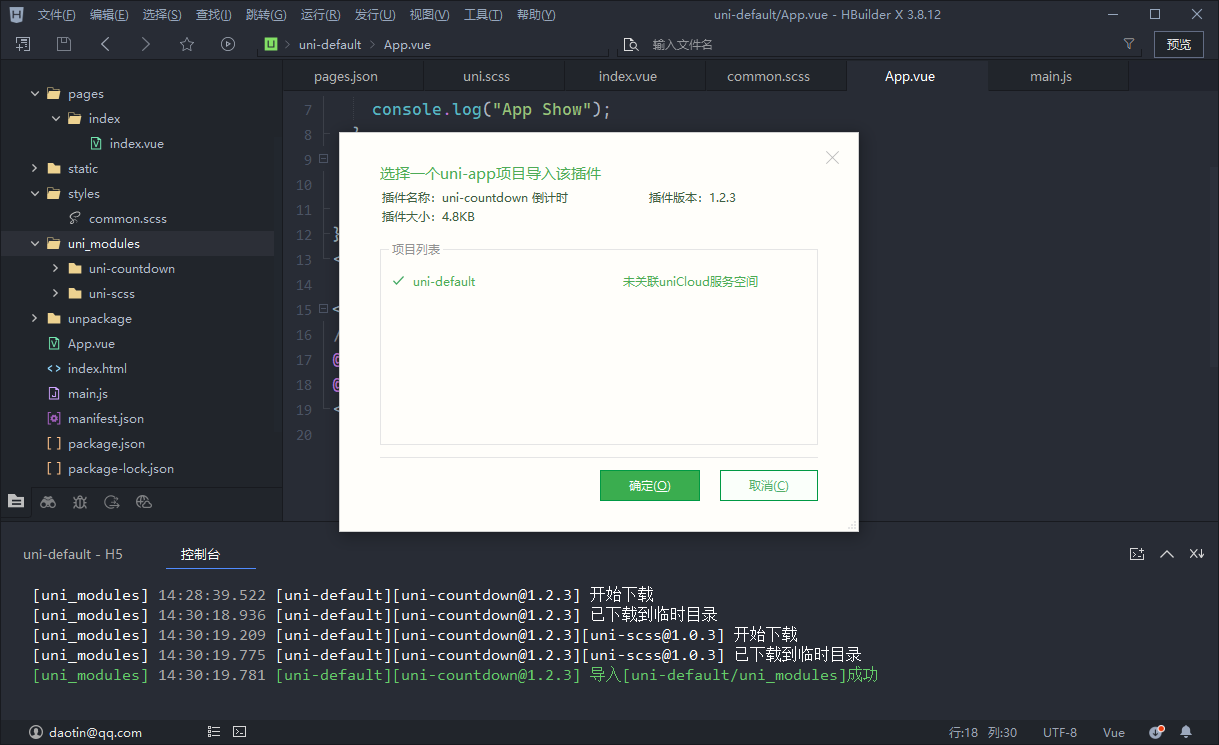 文件(F) 编辑(E) 选择(S) 查找(I) 跳转(G) 运行(R) 发行(U) 视图(V) 工具(T) 帮助(Y) uni-default/App.vue - HBuilder X 3.8.12
uni-default App.vue 输入文件名 预览
pages.json uni.scss index.vue common.scss App.vue main.js
pages
index
index.vue
static
styles
common.scss
uni_modules
uni-countdown
uni-scss
unpackage
App.vue
index.html
main.js
manifest.json
package.json
package-lock.json
7 console.log("App Show");
8
9
10
11
12 }
13 <
14
15 <
16 /
17 @
18 @
19 <
20
选择一个uni-app项目导入该插件
插件名称：uni-countdown 倒计时 插件版本：1.2.3
插件大小：4.8KB
项目列表
uni-default 未关联uniCloud服务空间
确定(O) 取消(C)
uni-default - H5 控制台
[uni_modules] 14:28:39.522 [uni-default][uni-countdown@1.2.3] 开始下载
[uni_modules] 14:30:18.936 [uni-default][uni-countdown@1.2.3] 已下载到临时目录
[uni_modules] 14:30:19.209 [uni-default][uni-countdown@1.2.3][uni-scss@1.0.3] 开始下载
[uni_modules] 14:30:19.775 [uni-default][uni-countdown@1.2.3][uni-scss@1.0.3] 已下载到临时目录
[uni_modules] 14:30:19.781 [uni-default][uni-countdown@1.2.3] 导入[uni-default/uni_modules]成功
daotin@qq.com 行:18 列:30 UTF-8 Vue